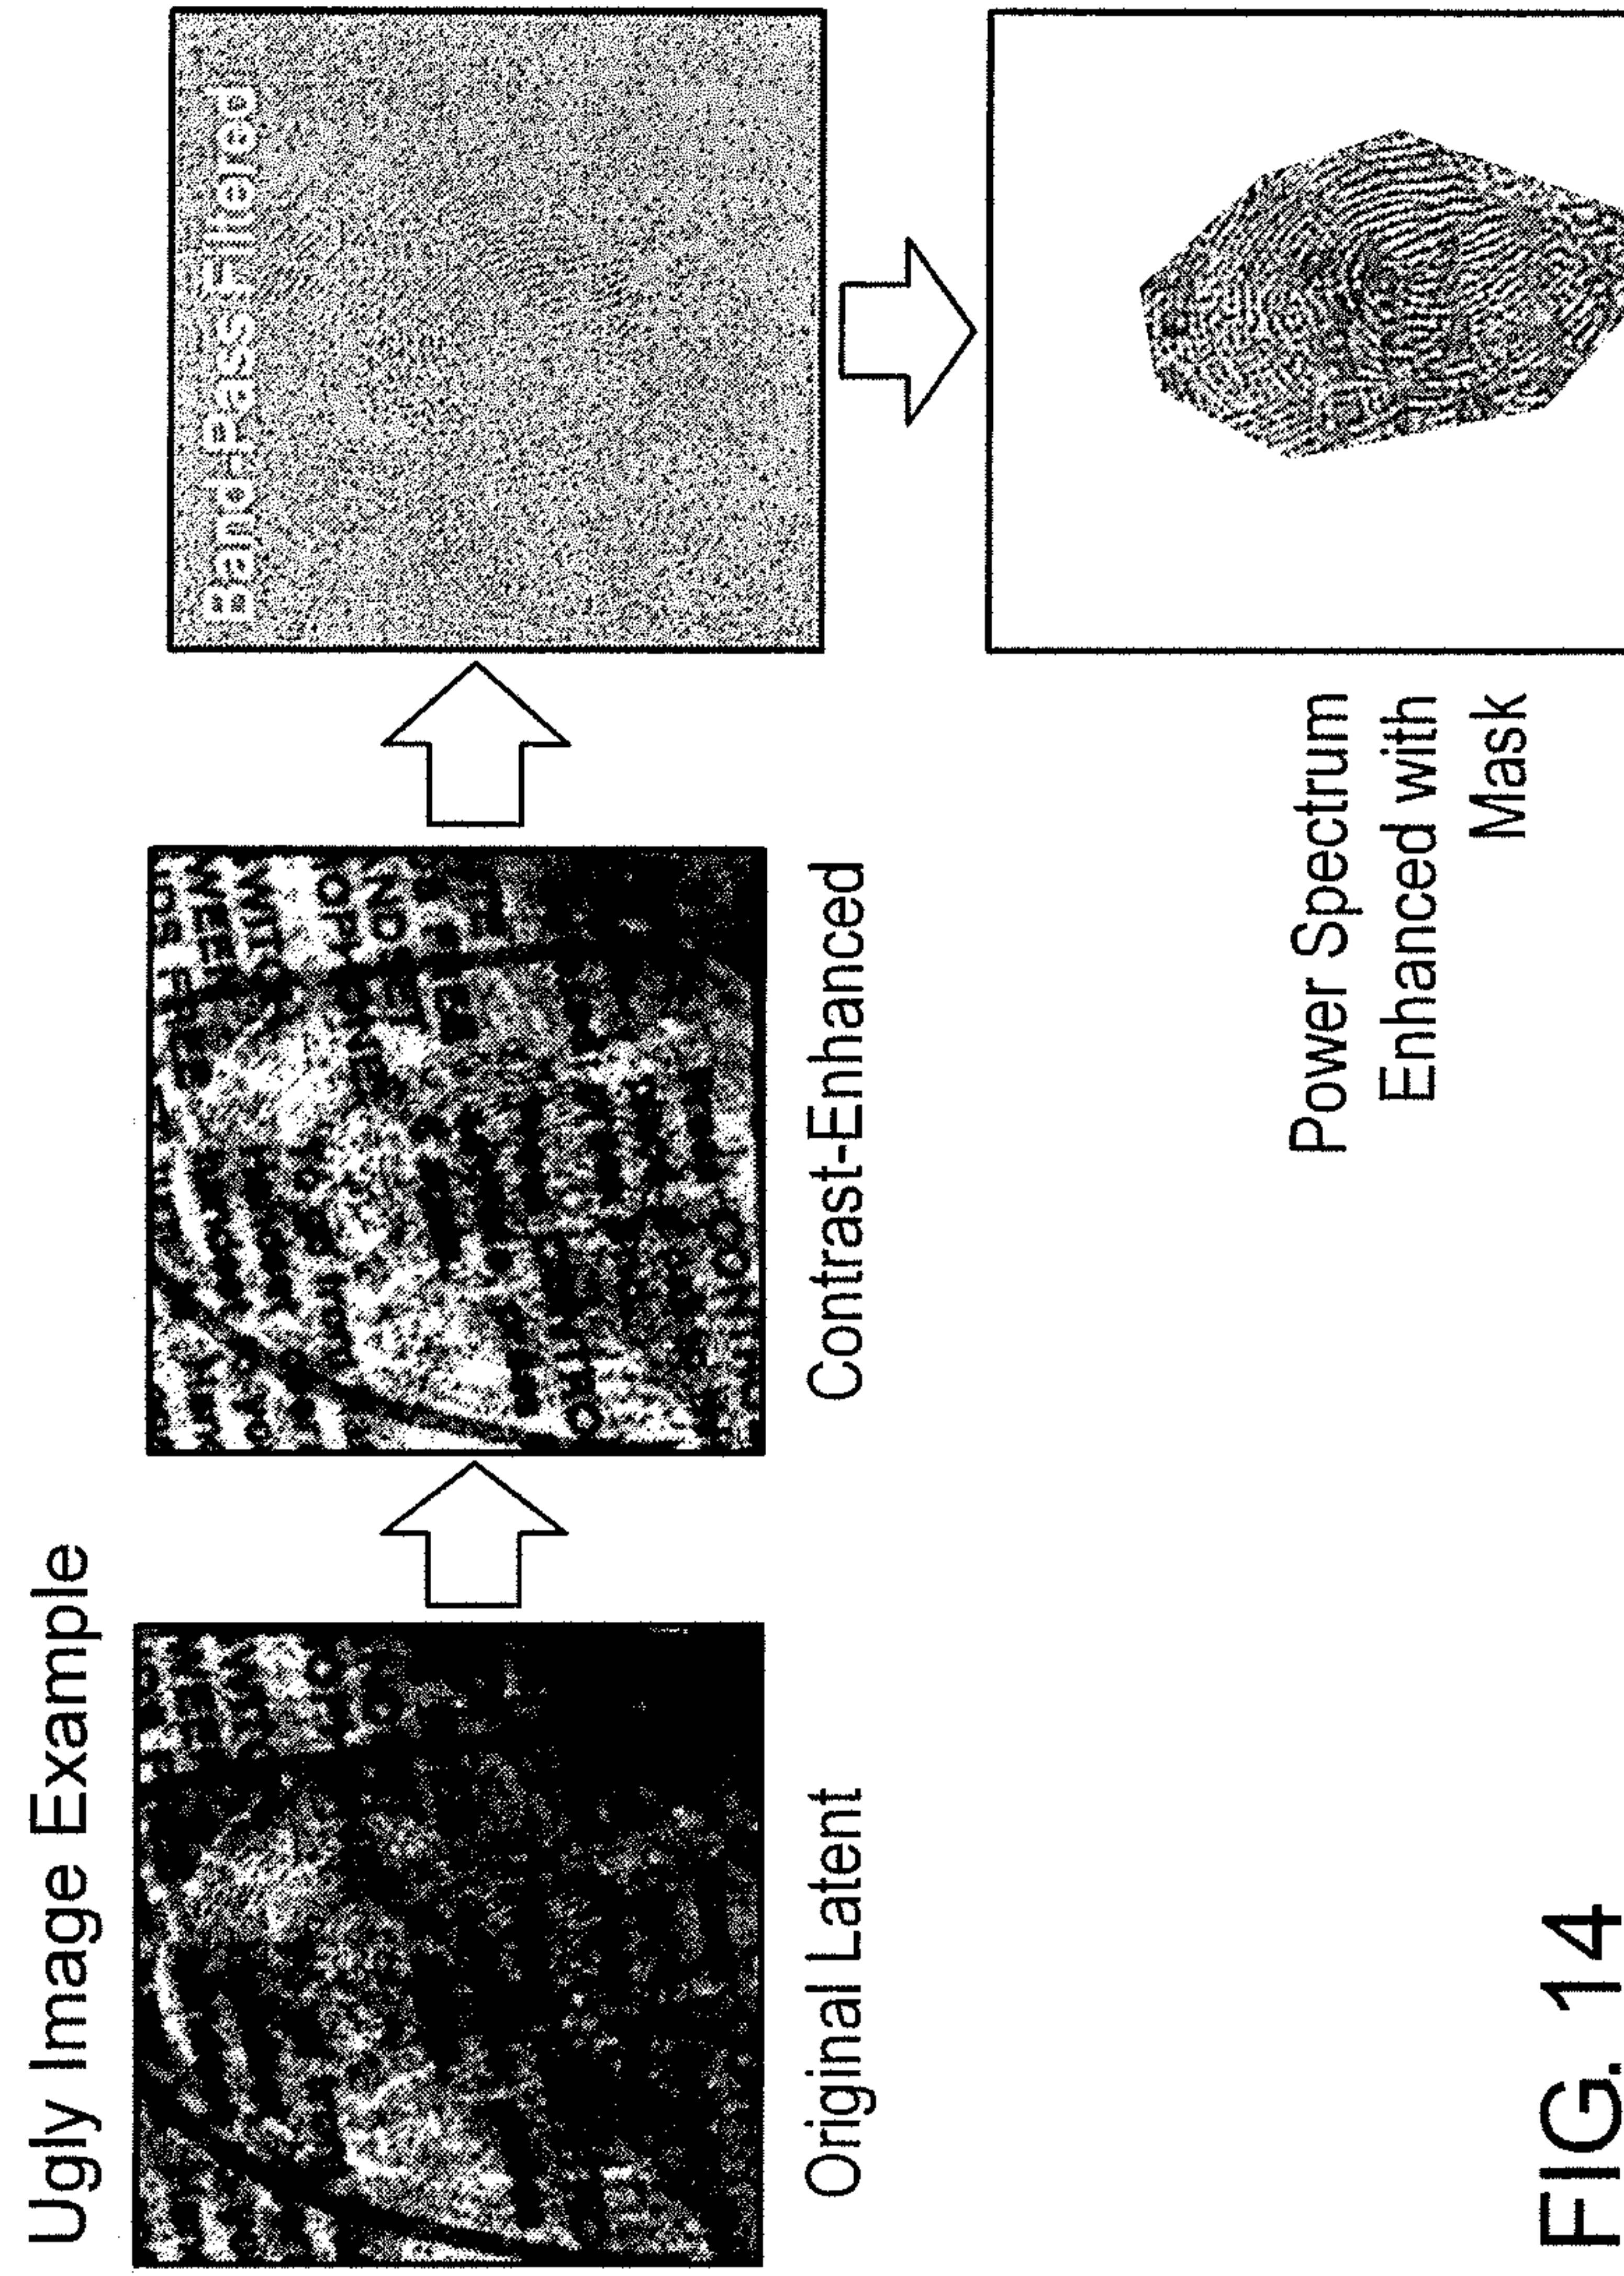 Ugly Image Example
Original Latent
Contrast-Enhanced
Band-Pass Filtered
Power Spectrum
Enhanced with
Mask
FIG. 14